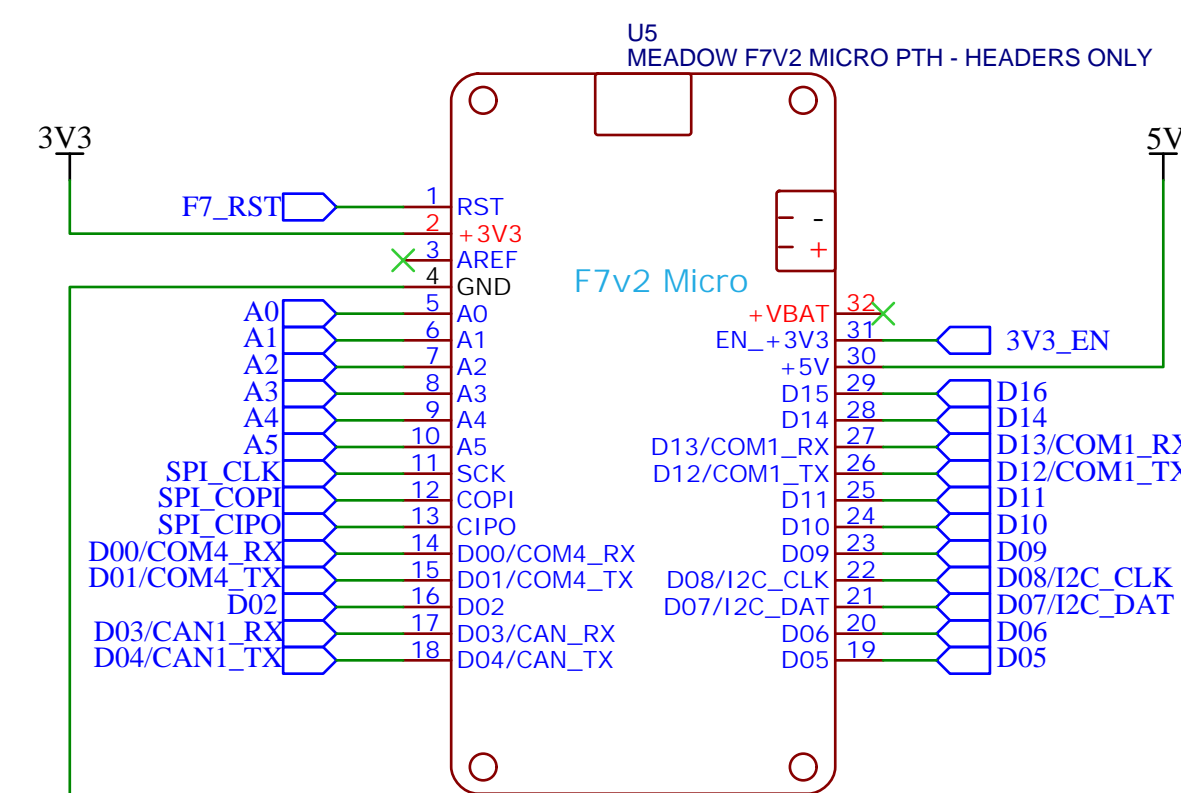 U5
MEADOW F7V2 MICRO PTH - HEADERS ONLY
3V3
5V
F7_RST 1 RST
2 +3V3
3 AREF
4 GND
F7v2 Micro
- 
+
A0 5 A0
A1 6 A1
A2 7 A2
A3 8 A3
A4 9 A4
A5 10 A5
SPI_CLK 11 SCK
SPI_COPI 12 COPI
SPI_CIPO 13 CIPO
D00/COM4_RX 14 D00/COM4_RX
D01/COM4_TX 15 D01/COM4_TX
D02 16 D02
D03/CAN1_RX 17 D03/CAN_RX
D04/CAN1_TX 18 D04/CAN_TX
+VBAT 32
EN_+3V3 31 3V3_EN
+5V 30
D15 29 D16
D14 28 D14
D13/COM1_RX 27 D13/COM1_RX
D12/COM1_TX 26 D12/COM1_TX
D11 25 D11
D10 24 D10
D09 23 D09
D08/I2C_CLK 22 D08/I2C_CLK
D07/I2C_DAT 21 D07/I2C_DAT
D06 20 D06
D05 19 D05